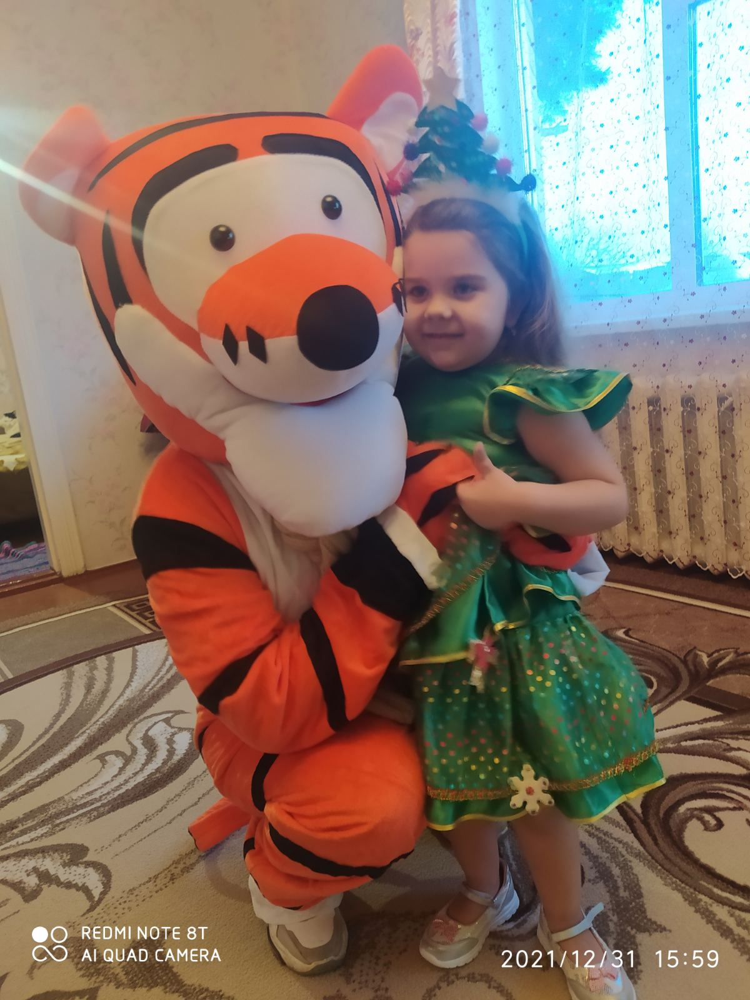 REDMI NOTE 8T
AI QUAD CAMERA
2021/12/31 15:59